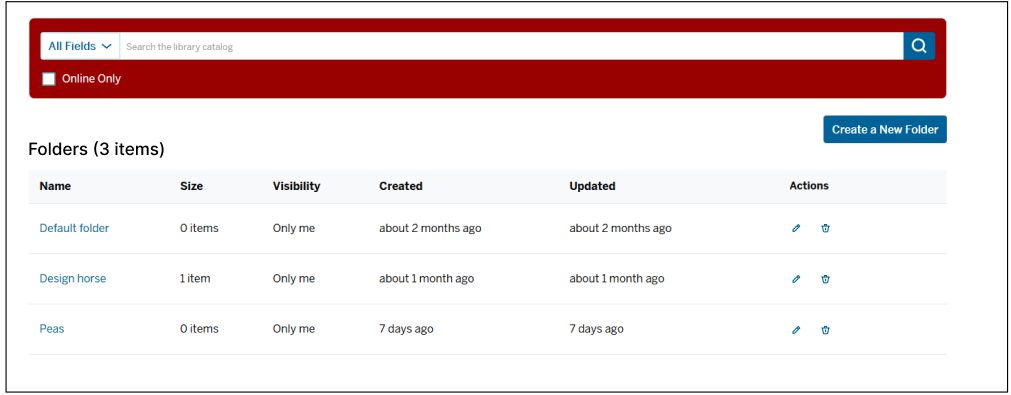 All Fields Search the library catalog
Online Only
Create a New Folder
Folders (3 items)
Name Size Visibility Created Updated Actions
Default folder 0 items Only me about 2 months ago about 2 months ago
Design horse 1 item Only me about 1 month ago about 1 month ago
Peas 0 items Only me 7 days ago 7 days ago